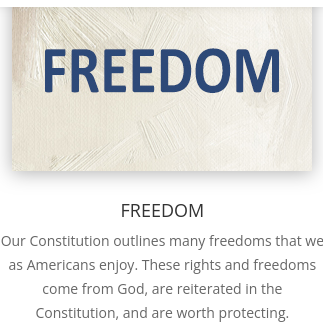 FREEDOM
FREEDOM
Our Constitution outlines many freedoms that we
as Americans enjoy. These rights and freedoms
come from God, are reiterated in the
Constitution, and are worth protecting.